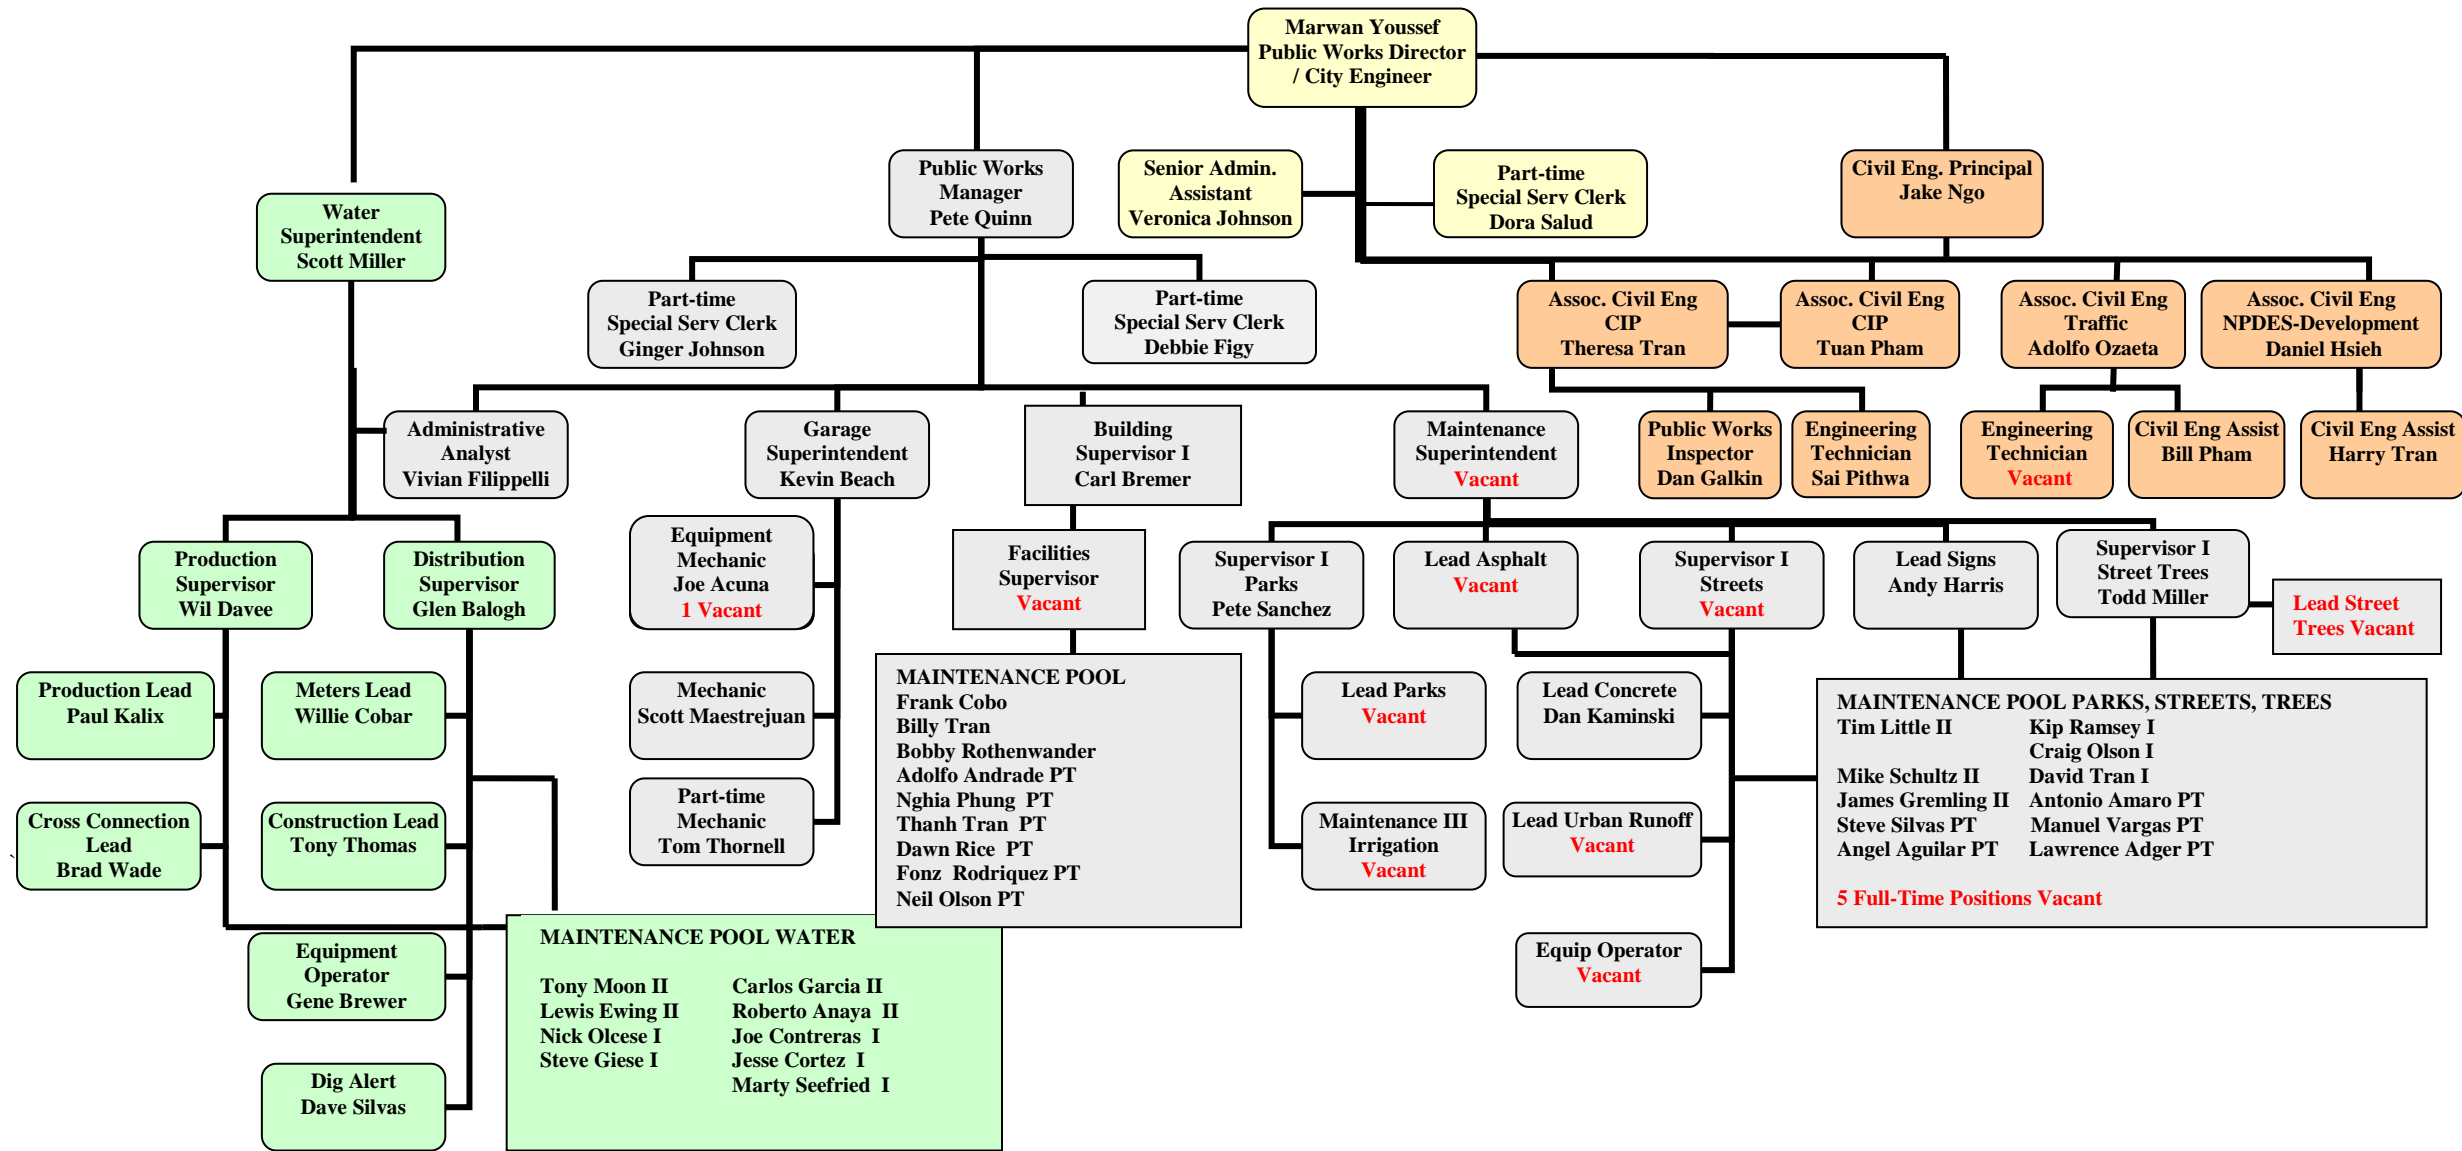 Marwan Youssef
Public Works Director
/ City Engineer
Public Works
Manager
Pete Quinn
Senior Admin.
Assistant
Veronica Johnson
Part-time
Special Serv Clerk
Dora Salud
Civil Eng. Principal
Jake Ngo
Water
Superintendent
Scott Miller
Part-time
Special Serv Clerk
Ginger Johnson
Part-time
Special Serv Clerk
Debbie Figy
Assoc. Civil Eng
CIP
Theresa Tran
Assoc. Civil Eng
CIP
Tuan Pham
Assoc. Civil Eng
Traffic
Adolfo Ozaeta
Assoc. Civil Eng
NPDES-Development
Daniel Hsieh
Administrative
Analyst
Vivian Filippelli
Garage
Superintendent
Kevin Beach
Building
Supervisor I
Carl Bremer
Maintenance
Superintendent
Vacant
Public Works
Inspector
Dan Galkin
Engineering
Technician
Sai Pithwa
Engineering
Technician
Vacant
Civil Eng Assist
Bill Pham
Civil Eng Assist
Harry Tran
Production
Supervisor
Wil Davee
Distribution
Supervisor
Glen Balogh
Equipment
Mechanic
Joe Acuna
1 Vacant
Facilities
Supervisor
Vacant
Supervisor I
Parks
Pete Sanchez
Lead Asphalt
Vacant
Supervisor I
Streets
Vacant
Lead Signs
Andy Harris
Supervisor I
Street Trees
Todd Miller
Lead Street
Trees Vacant
Production Lead
Paul Kalix
Meters Lead
Willie Cobar
Mechanic
Scott Maestrejuan
MAINTENANCE POOL
Frank Cobo
Billy Tran
Bobby Rothenwander
Adolfo Andrade PT
Nghia Phung  PT
Thanh Tran  PT
Dawn Rice  PT
Fonz  Rodriquez PT
Neil Olson PT
Lead Parks
Vacant
Lead Concrete
Dan Kaminski
MAINTENANCE POOL PARKS, STREETS, TREES
Tim Little II Kip Ramsey I
Craig Olson I
Mike Schultz II David Tran I
James Gremling II Antonio Amaro PT
Steve Silvas PT Manuel Vargas PT
Angel Aguilar PT Lawrence Adger PT
5 Full-Time Positions Vacant
Cross Connection
Lead
Brad Wade
`
Construction Lead
Tony Thomas
Part-time
Mechanic
Tom Thornell
Maintenance III
Irrigation
Vacant
Lead Urban Runoff
Vacant
Equipment
Operator
Gene Brewer
MAINTENANCE POOL WATER
Tony Moon II Carlos Garcia II
Lewis Ewing II Roberto Anaya  II
Nick Olcese I Joe Contreras  I
Steve Giese I Jesse Cortez  I
Marty Seefried  I
Equip Operator
Vacant
Dig Alert
Dave Silvas